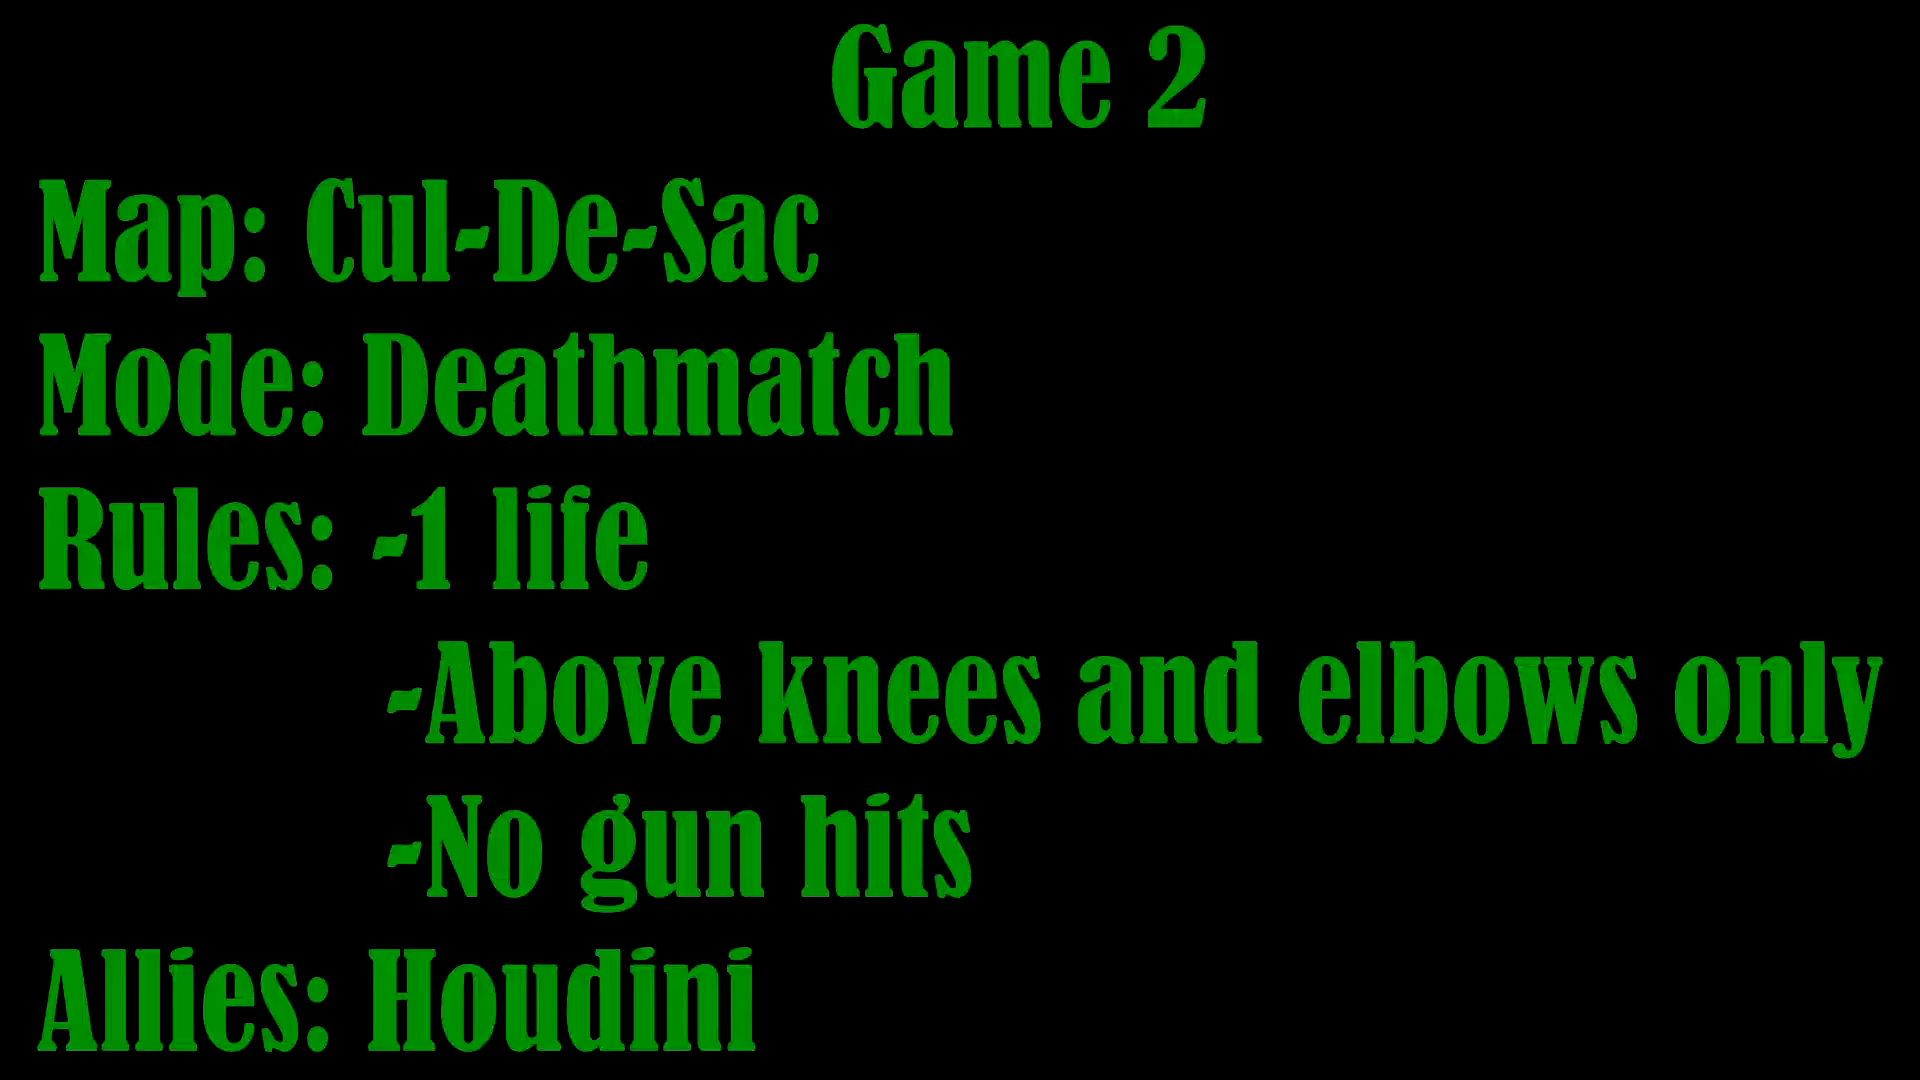 Game 2
Map: Cul-De-Sac
Mode: Deathmatch
Rules: -1 life
-Above knees and elbows only
-No gun hits
Allies: Houdini